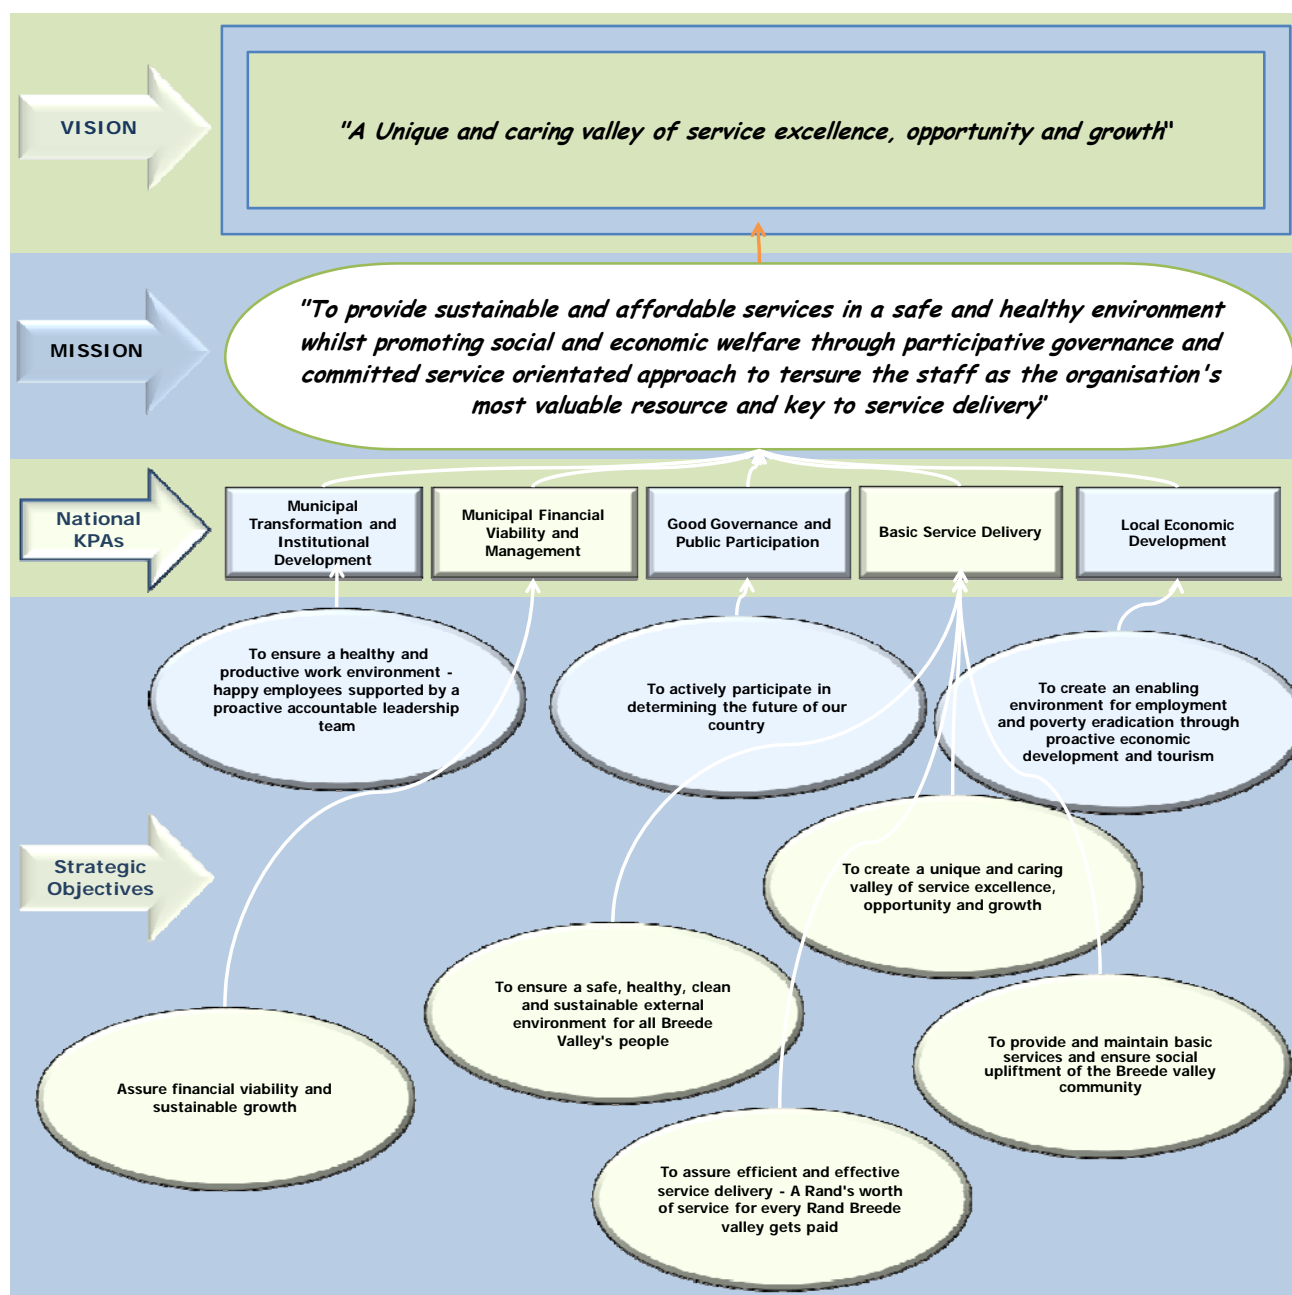 VISION
"A Unique and caring valley of service excellence, opportunity and growth"
MISSION
"To provide sustainable and affordable services in a safe and healthy environment
whilst promoting social and economic welfare through participative governance and
committed service orientated approach to tersure the staff as the organisation's
most valuable resource and key to service delivery"
National
KPAs
Municipal
Transformation and
Institutional
Development
Municipal Financial
Viability and
Management
Good Governance and
Public Participation
Basic Service Delivery
Local Economic
Development
To ensure a healthy and
productive work environment -
happy employees supported by a
proactive accountable leadership
team
To actively participate in
determining the future of our
country
To create an enabling
environment for employment
and poverty eradication through
proactive economic
development and tourism
Strategic
Objectives
To create a unique and caring
valley of service excellence,
opportunity and growth
To ensure a safe, healthy, clean
and sustainable external
environment for all Breede
Valley's people
To provide and maintain basic
services and ensure social
upliftment of the Breede valley
community
Assure financial viability and
sustainable growth
To assure efficient and effective
service delivery - A Rand's worth
of service for every Rand Breede
valley gets paid